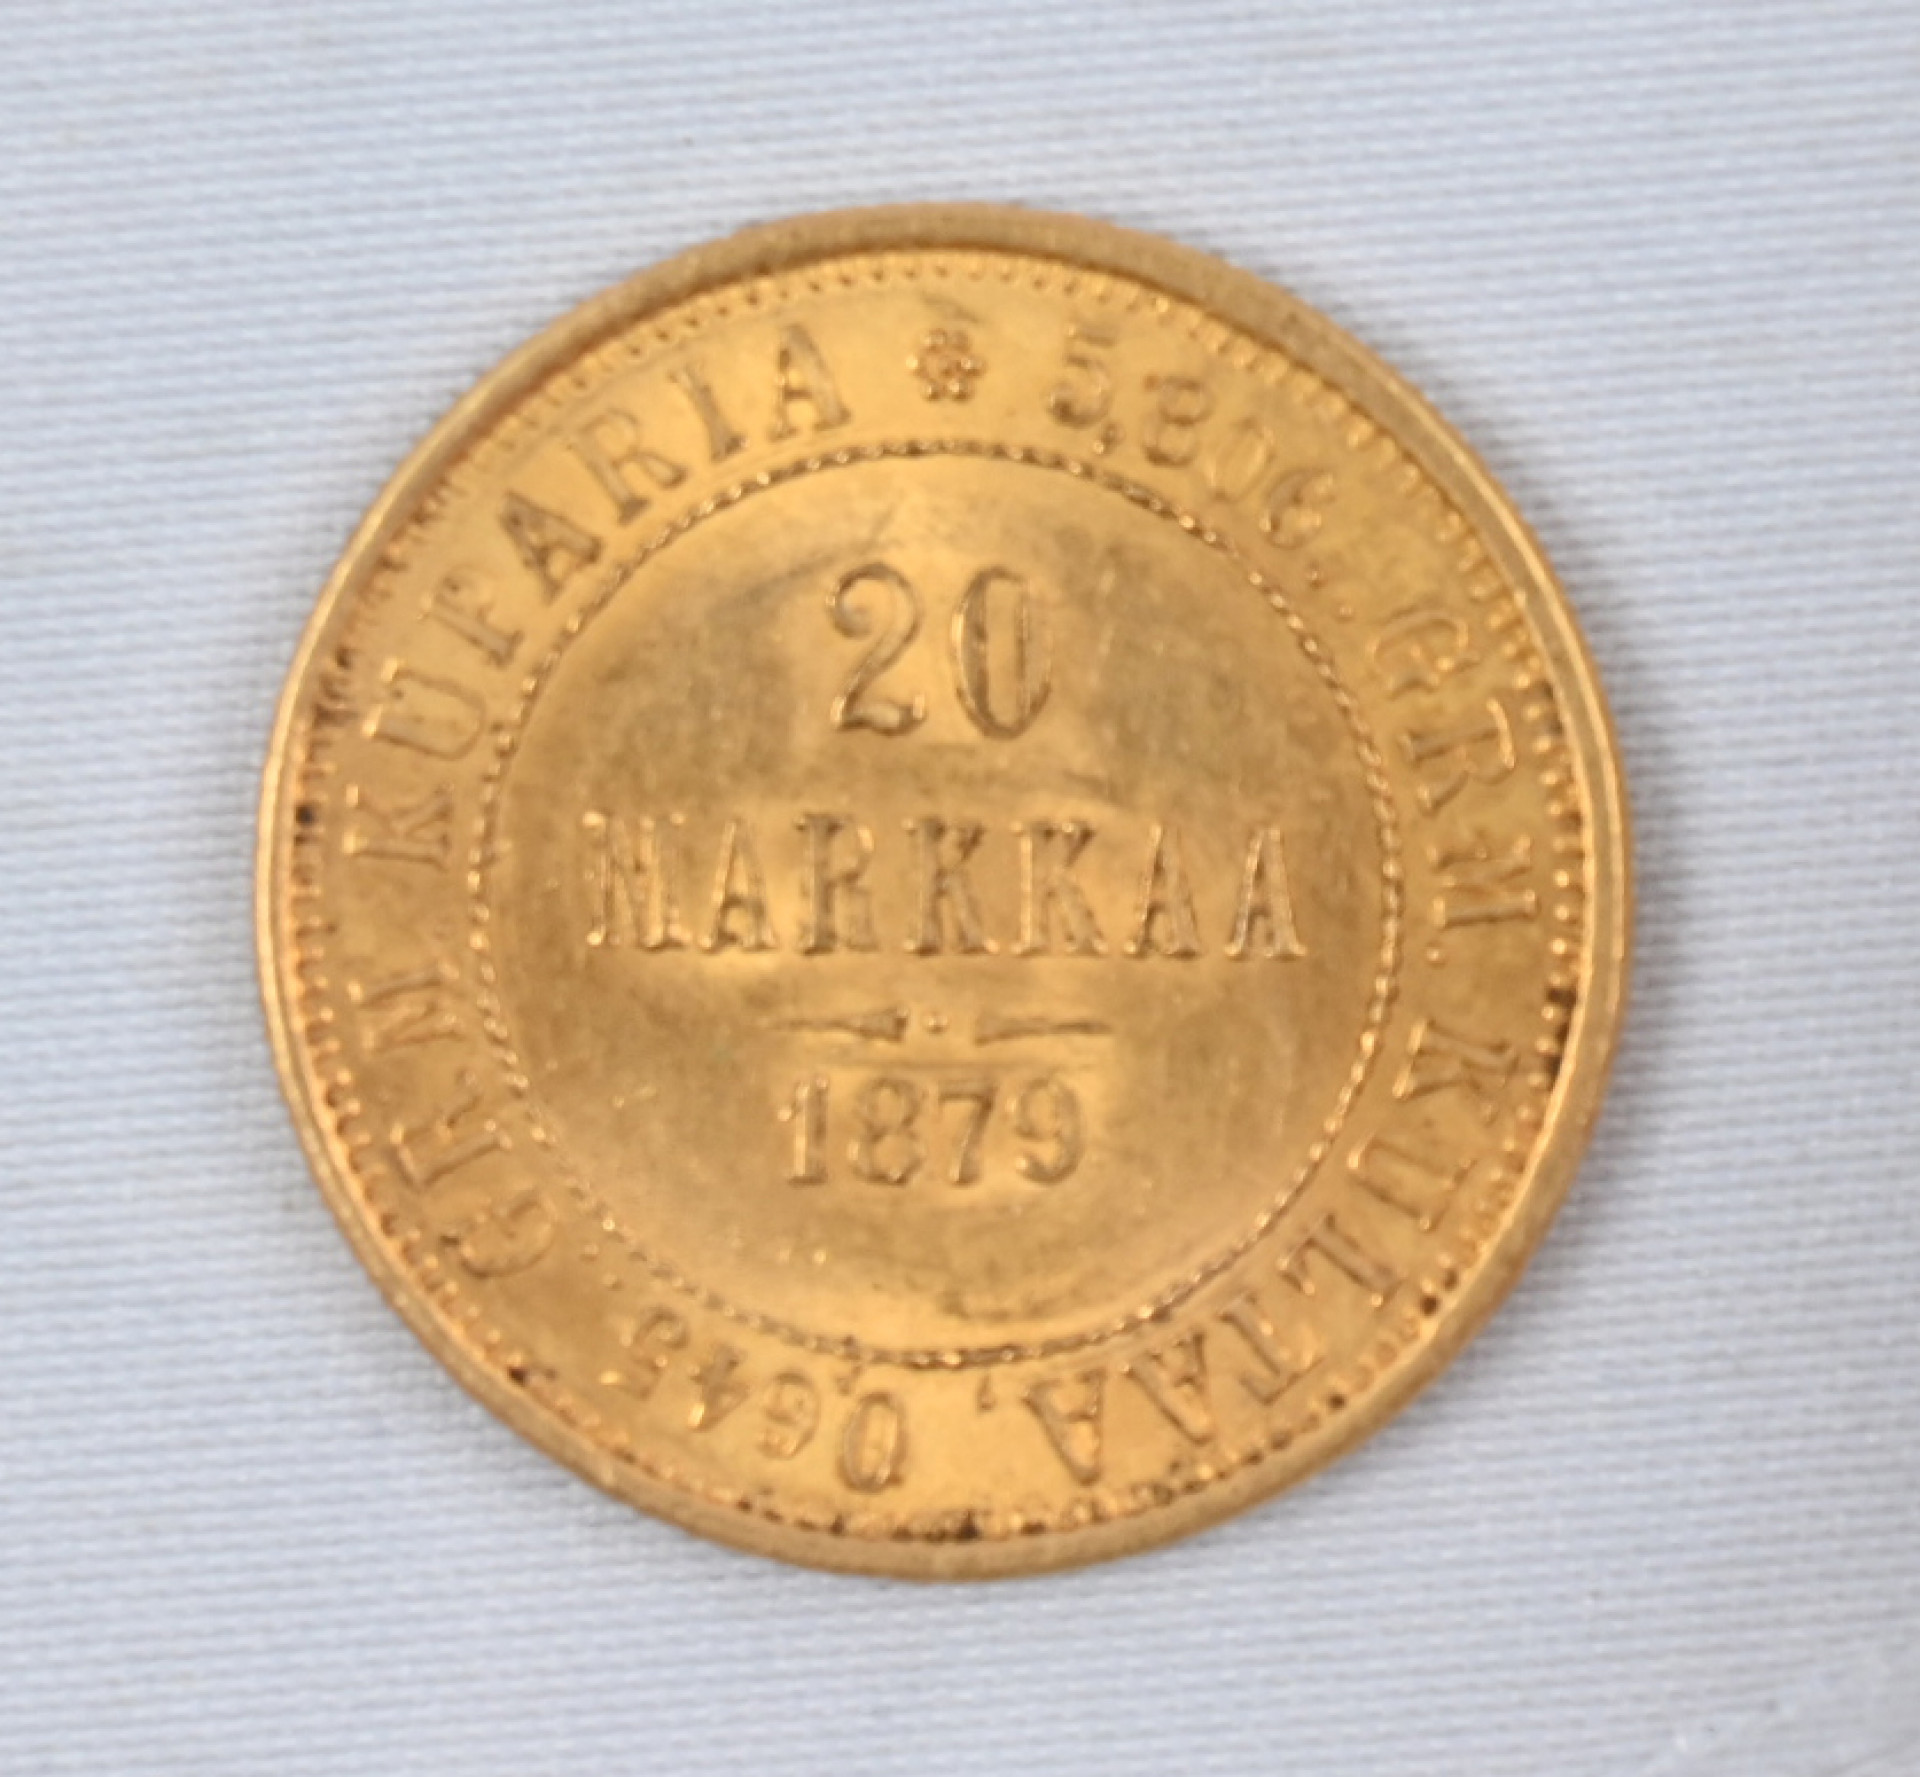 20
MARKKAA
1879
5,806.. GRM. KULTAA, 0,645.. GRM. KUPARIA